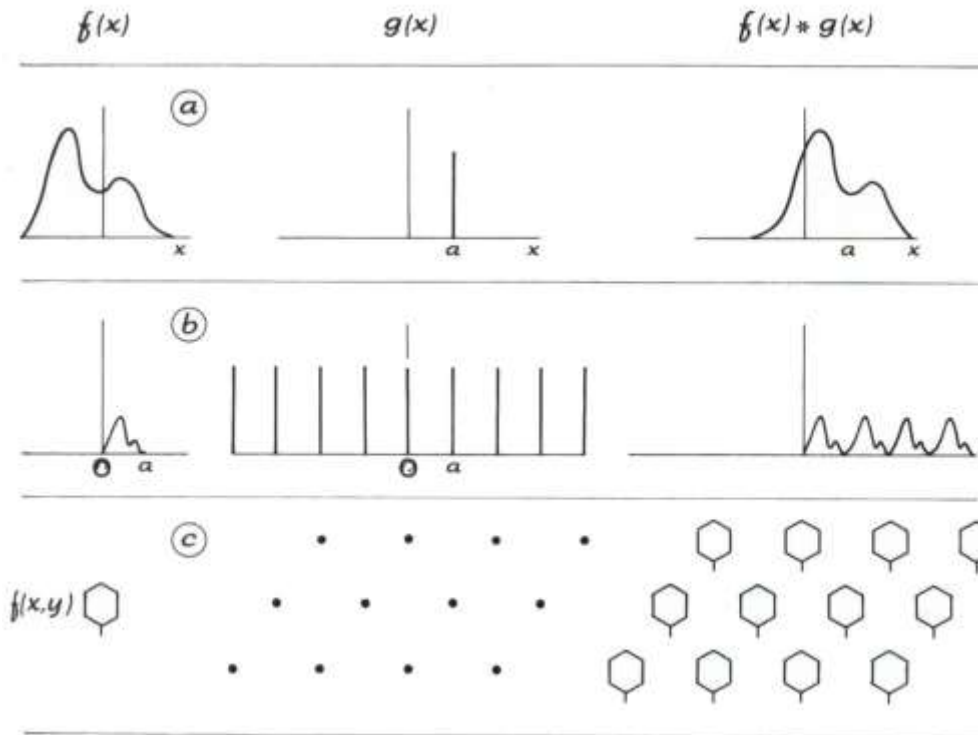 f(x) g(x) f(x) * g(x)
a
x a x a x
b
0 a 0 a
c
f(x,y)